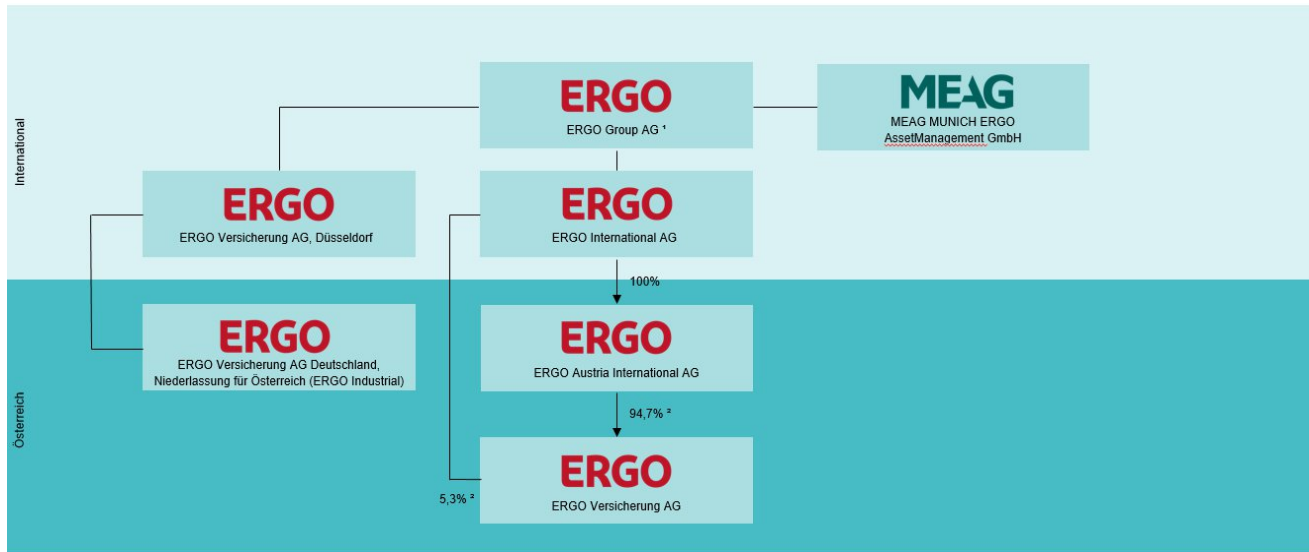 International
ERGO
ERGO Group AG ¹
MEAG
MEAG MUNICH ERGO
AssetManagement GmbH
ERGO
ERGO Versicherung AG, Düsseldorf
ERGO
ERGO International AG
100%
Österreich
ERGO
ERGO Versicherung AG Deutschland,
Niederlassung für Österreich (ERGO Industrial)
ERGO
ERGO Austria International AG
94,7% ²
5,3% ²
ERGO
ERGO Versicherung AG